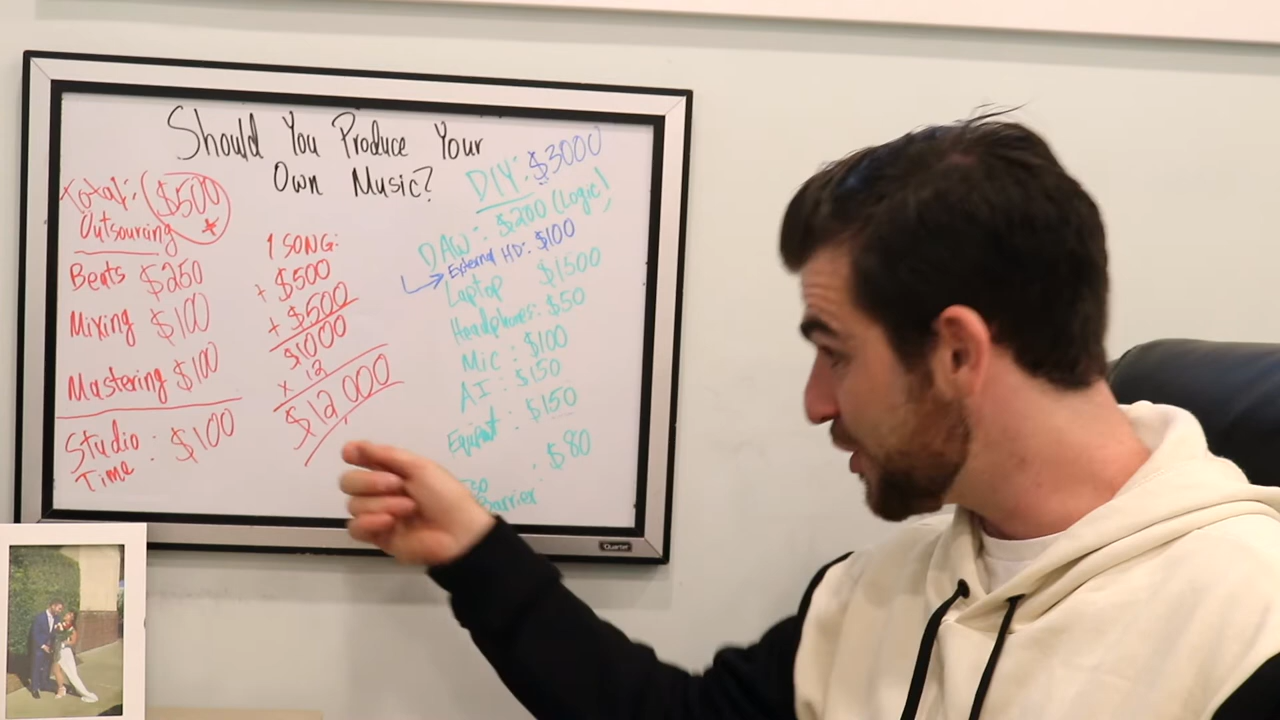 Should You Produce Your
Own Music?
Total: $500
Outsourcing *
Beats $250
Mixing $100
Mastering $100
Studio : $100
Time
1 SONG:
$500
+ $500
+
$1000
x 12
$12,000
DIY: $3000
DAW: $200 (Logic)
External HD: $100
Laptop $1500
Headphones: $50
Mic : $100
AI: $150
$150
: $80
Barrier
Quartet